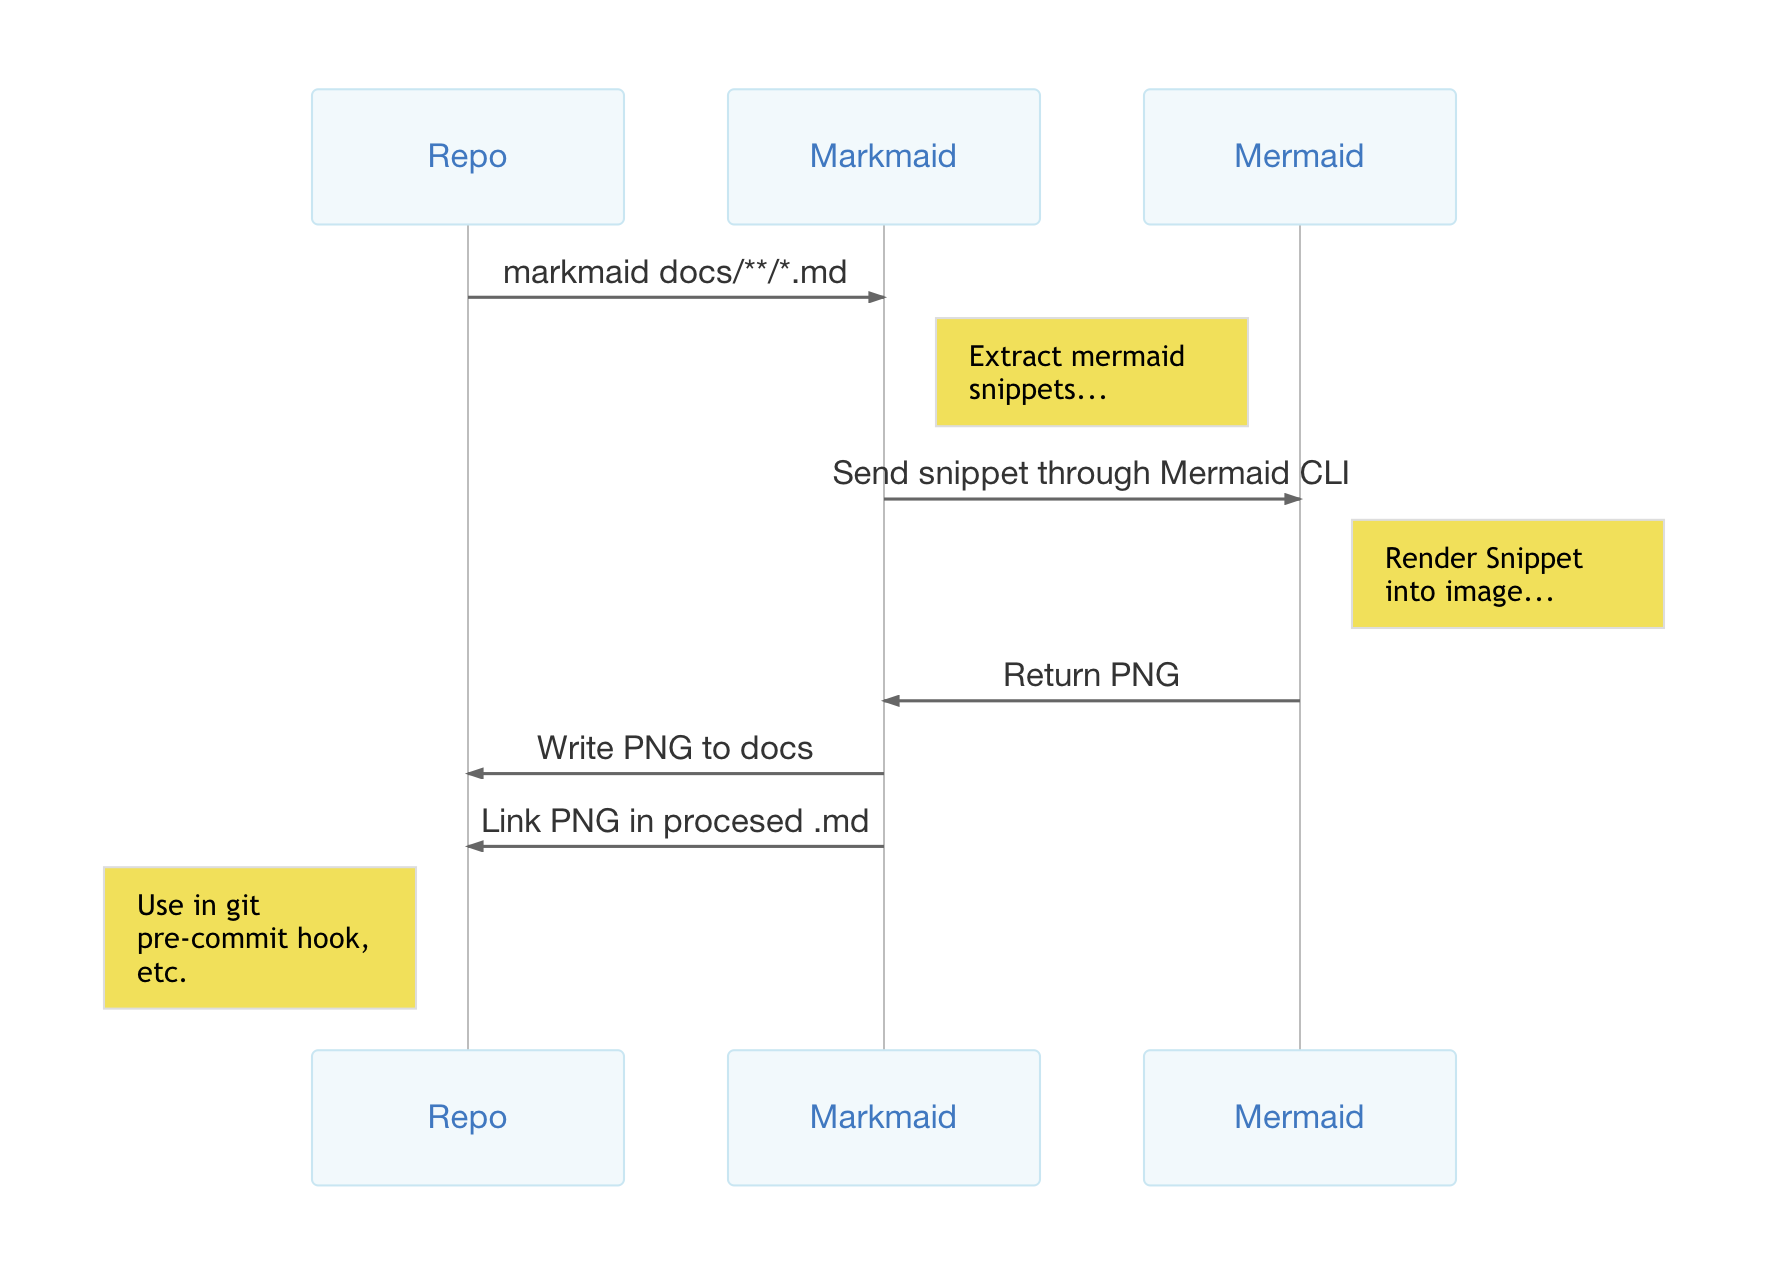 Repo
Markmaid
Mermaid
markmaid docs/**/*.md
Extract mermaid
snippets...
Send snippet through Mermaid CLI
Render Snippet
into image...
Return PNG
Write PNG to docs
Link PNG in procesed .md
Use in git
pre-commit hook,
etc.
Repo
Markmaid
Mermaid